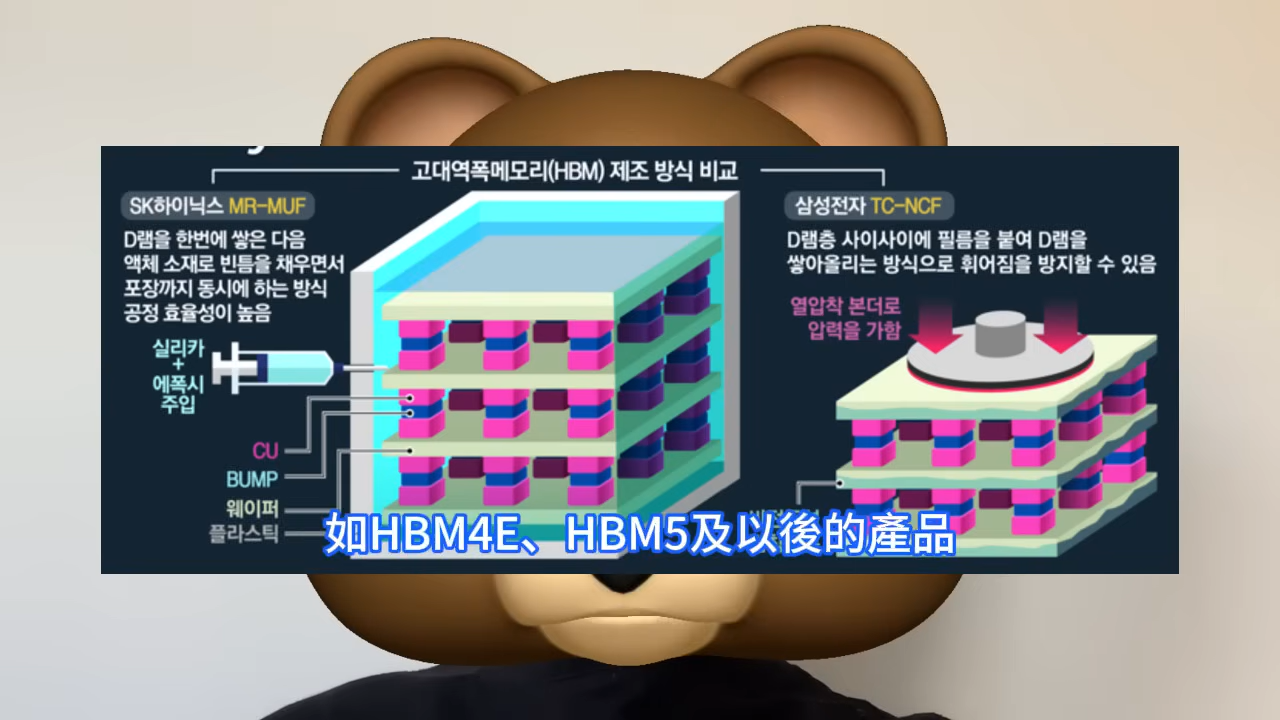 고대역폭메모리(HBM) 제조 방식 비교
SK하이닉스 MR-MUF
D램을 한번에 쌓은 다음
액체 소재로 빈틈을 채우면서
포장까지 동시에 하는 방식
공정 효율성이 높음
실리카
+
에폭시
주입
CU
BUMP
웨이퍼
플라스틱
삼성전자 TC-NCF
D램층 사이사이에 필름을 붙여 D램을
쌓아올리는 방식으로 휘어짐을 방지할 수 있음
열압착 본더로
압력을 가함
如HBM4E、HBM5及以後的產品